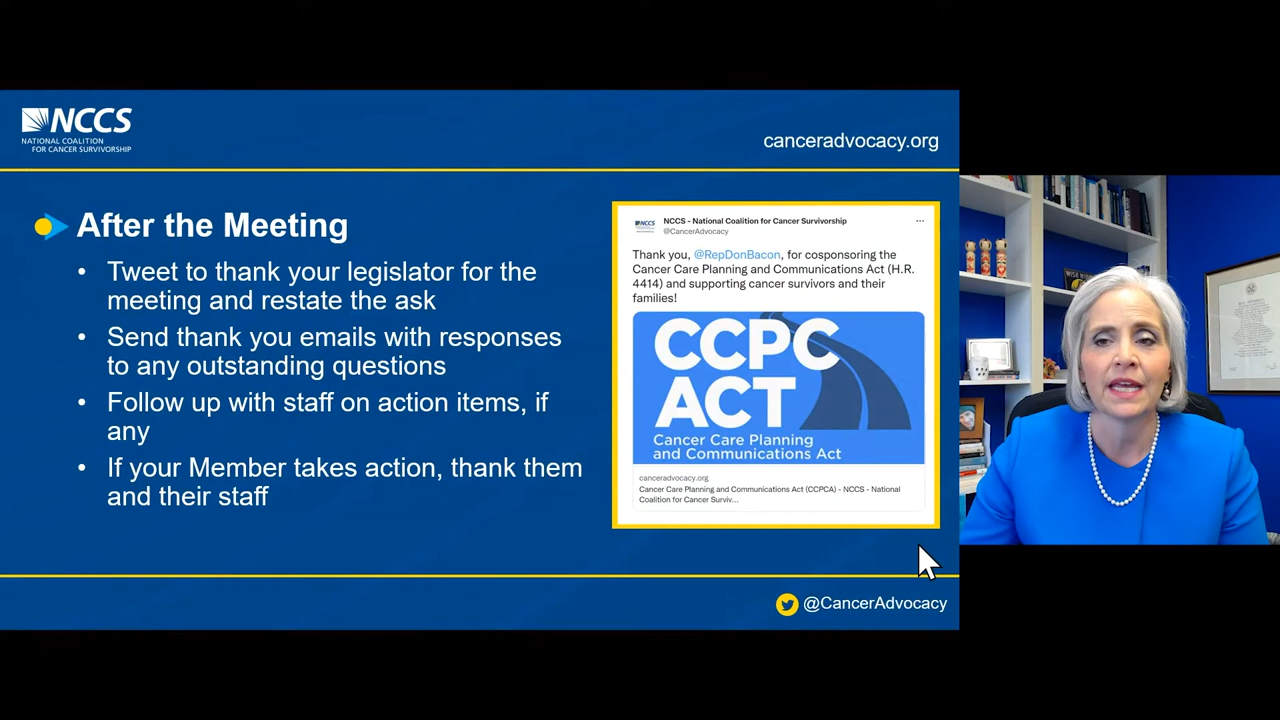 NCCS
NATIONAL COALITION
FOR CANCER SURVIVORSHIP
canceradvocacy.org
After the Meeting
• Tweet to thank your legislator for the
meeting and restate the ask
• Send thank you emails with responses
to any outstanding questions
• Follow up with staff on action items, if
any
• If your Member takes action, thank them
and their staff
NCCS
NCCS - National Coalition for Cancer Survivorship
@CancerAdvocacy
Thank you, @RepDonBacon, for cosponsoring the
Cancer Care Planning and Communications Act (H.R.
4414) and supporting cancer survivors and their
families!
CCPC
ACT
Cancer Care Planning
and Communications Act
canceradvocacy.org
Cancer Care Planning and Communications Act (CCPCA) - NCCS - National
Coalition for Cancer Surviv...
@CancerAdvocacy